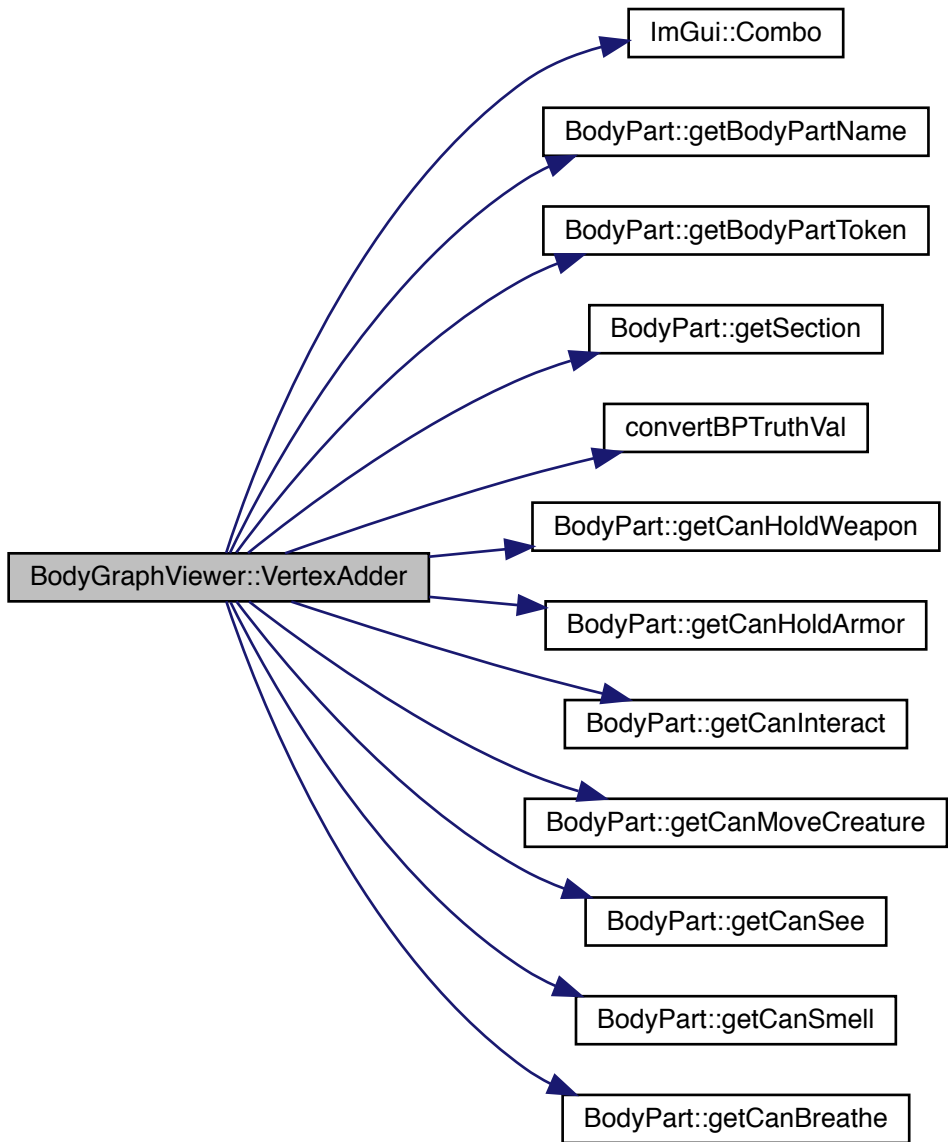 ImGui::Combo
BodyPart::getBodyPartName
BodyPart::getBodyPartToken
BodyPart::getSection
convertBPTruthVal
BodyPart::getCanHoldWeapon
BodyGraphViewer::VertexAdder
BodyPart::getCanHoldArmor
BodyPart::getCanInteract
BodyPart::getCanMoveCreature
BodyPart::getCanSee
BodyPart::getCanSmell
BodyPart::getCanBreathe